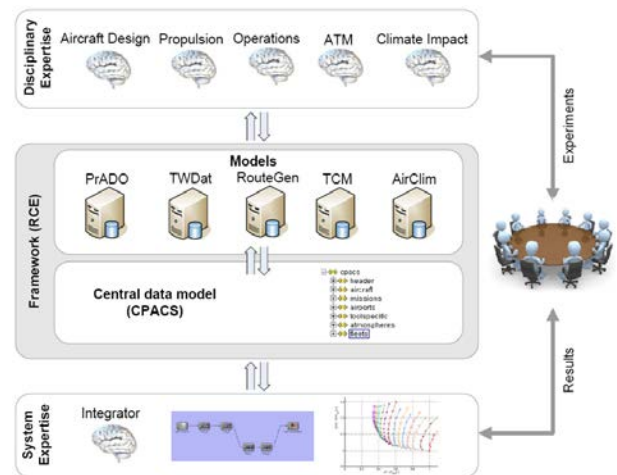 Disciplinary
Expertise
Aircraft Design
Propulsion
Operations
ATM
Climate Impact
Experiments
Framework (RCE)
Models
PrADO
TWDat
RouteGen
TCM
AirClim
Central data model
(CPACS)
cpacs
header
aircraft
missions
airports
toolspecific
atmospheres
fleets
Results
System
Expertise
Integrator